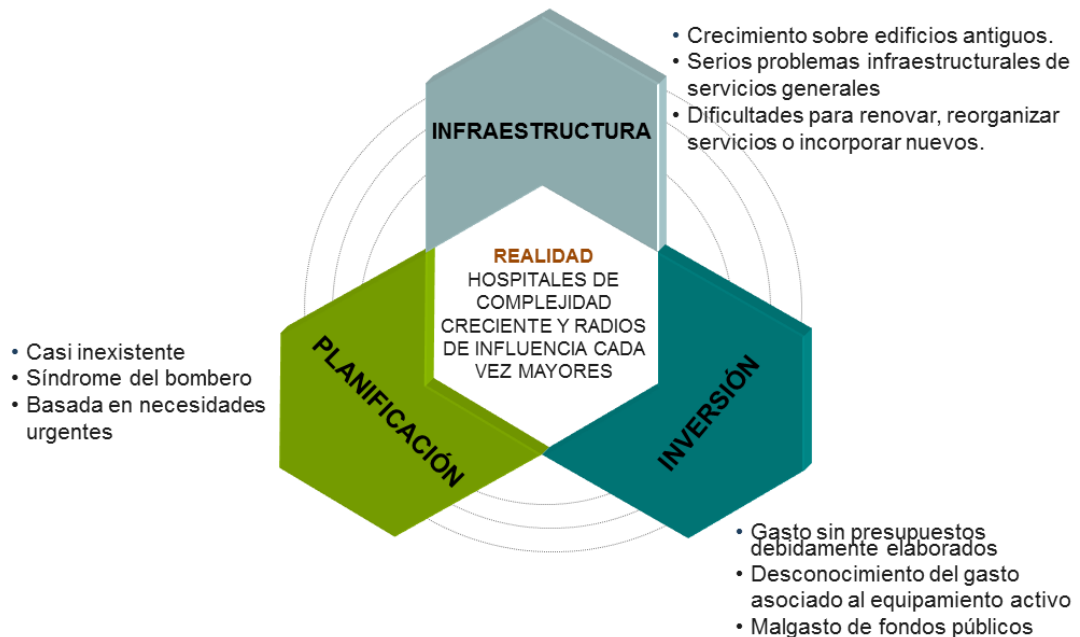 • Crecimiento sobre edificios antiguos.
• Serios problemas infraestructurales de
servicios generales
• Dificultades para renovar, reorganizar
servicios o incorporar nuevos.
INFRAESTRUCTURA
REALIDAD
HOSPITALES DE
COMPLEJIDAD
CRECIENTE Y RADIOS
DE INFLUENCIA CADA
VEZ MAYORES
PLANIFICACIÓN
• Casi inexistente
• Síndrome del bombero
• Basada en necesidades
urgentes
INVERSIÓN
• Gasto sin presupuestos
debidamente elaborados
• Desconocimiento del gasto
asociado al equipamiento activo
• Malgasto de fondos públicos